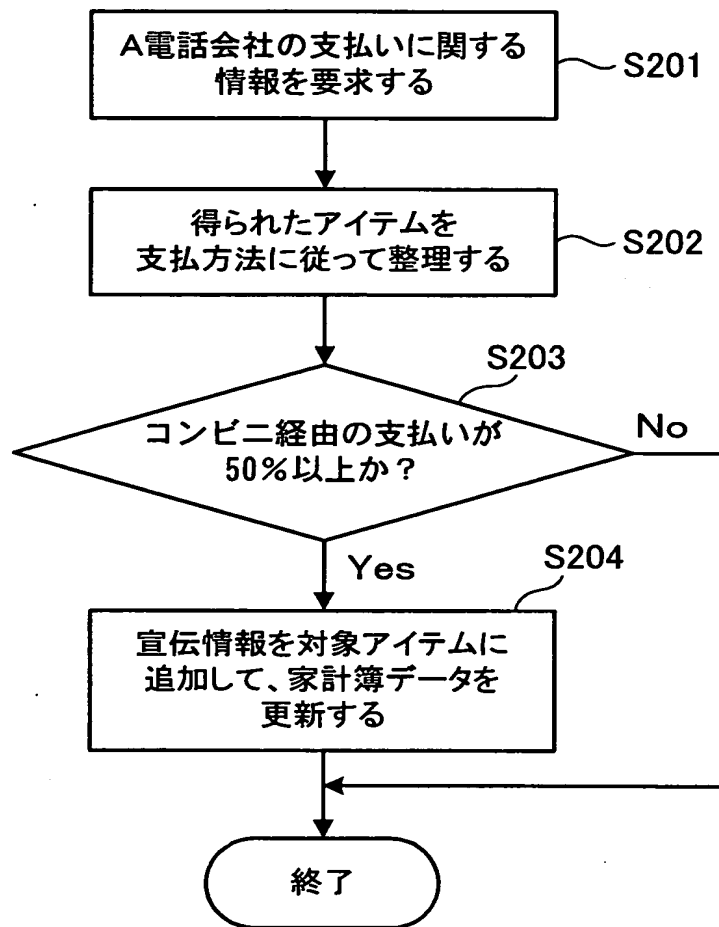 A電話会社の支払いに関する
情報を要求する
S201
得られたアイテムを
支払方法に従って整理する
S202
S203
コンビニ経由の支払いが
50％以上か？
No
Yes
S204
宣伝情報を対象アイテムに
追加して、家計簿データを
更新する
終了